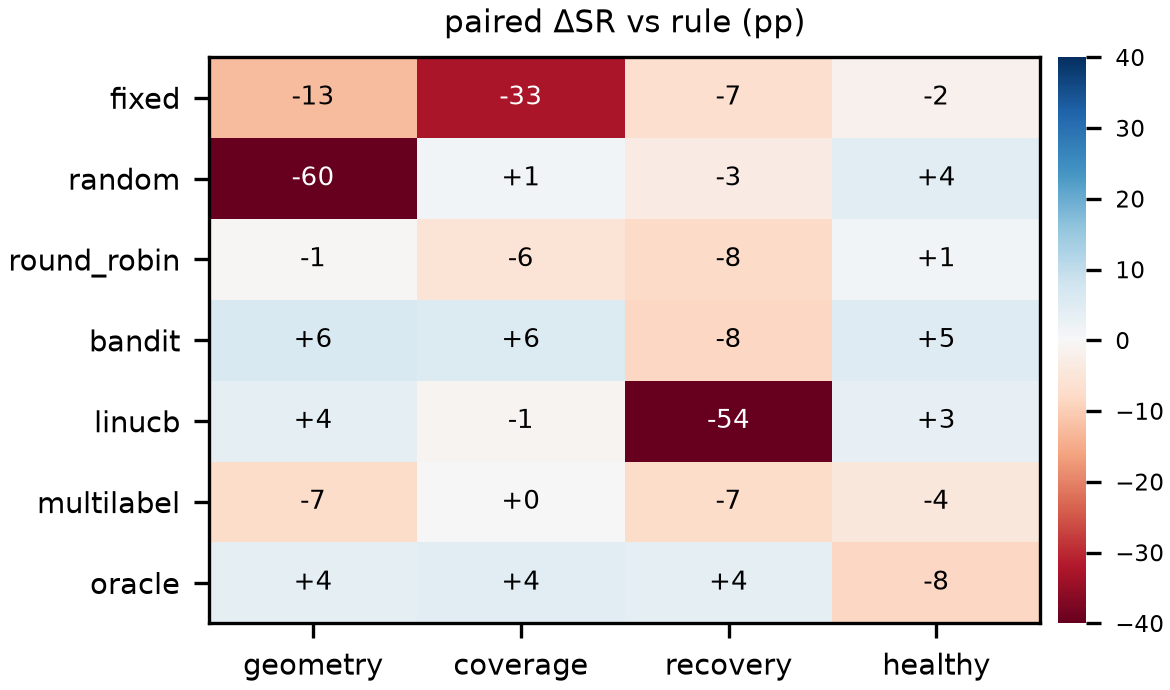 paired ΔSR vs rule (pp)
fixed -13 -33 -7 -2
random -60 +1 -3 +4
round_robin -1 -6 -8 +1
bandit +6 +6 -8 +5
linucb +4 -1 -54 +3
multilabel -7 +0 -7 -4
oracle +4 +4 +4 -8
geometry coverage recovery healthy
40
30
20
10
0
−10
−20
−30
−40